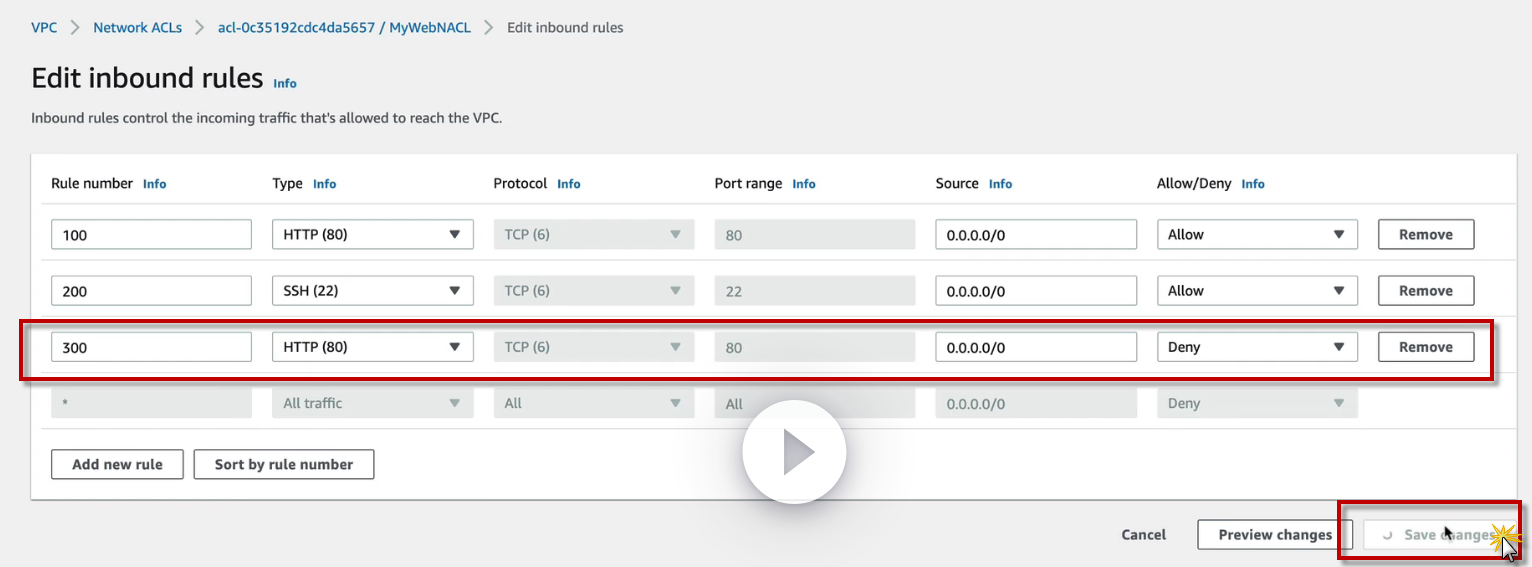 VPC > Network ACLs > acl-0c35192cdc4da5657 / MyWebNACL > Edit inbound rules
Edit inbound rules Info
Inbound rules control the incoming traffic that's allowed to reach the VPC.
Rule number Info Type Info Protocol Info Port range Info Source Info Allow/Deny Info
100 HTTP (80) TCP (6) 80 0.0.0.0/0 Allow Remove
200 SSH (22) TCP (6) 22 0.0.0.0/0 Allow Remove
300 HTTP (80) TCP (6) 80 0.0.0.0/0 Deny Remove
* All traffic All All 0.0.0.0/0 Deny
Add new rule Sort by rule number
Cancel Preview changes Save changes